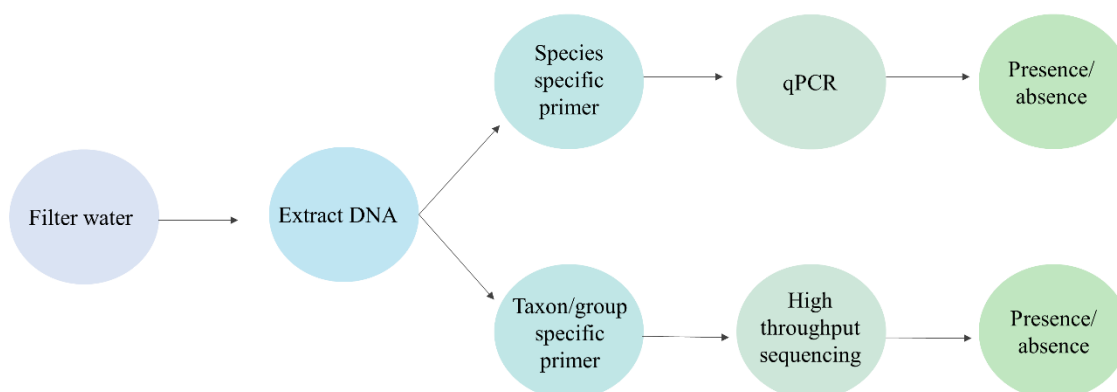 Filter water
Extract DNA
Species
specific
primer
qPCR
Presence/
absence
Taxon/group
specific
primer
High
throughput
sequencing
Presence/
absence